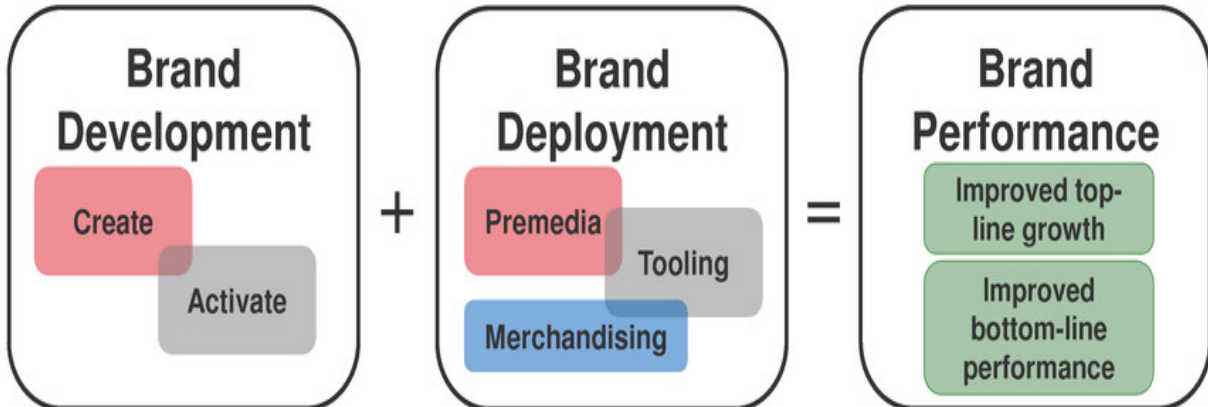 Brand
Development
Create
Activate
+
Brand
Deployment
Premedia
Tooling
Merchandising
=
Brand
Performance
Improved top-
line growth
Improved
bottom-line
performance